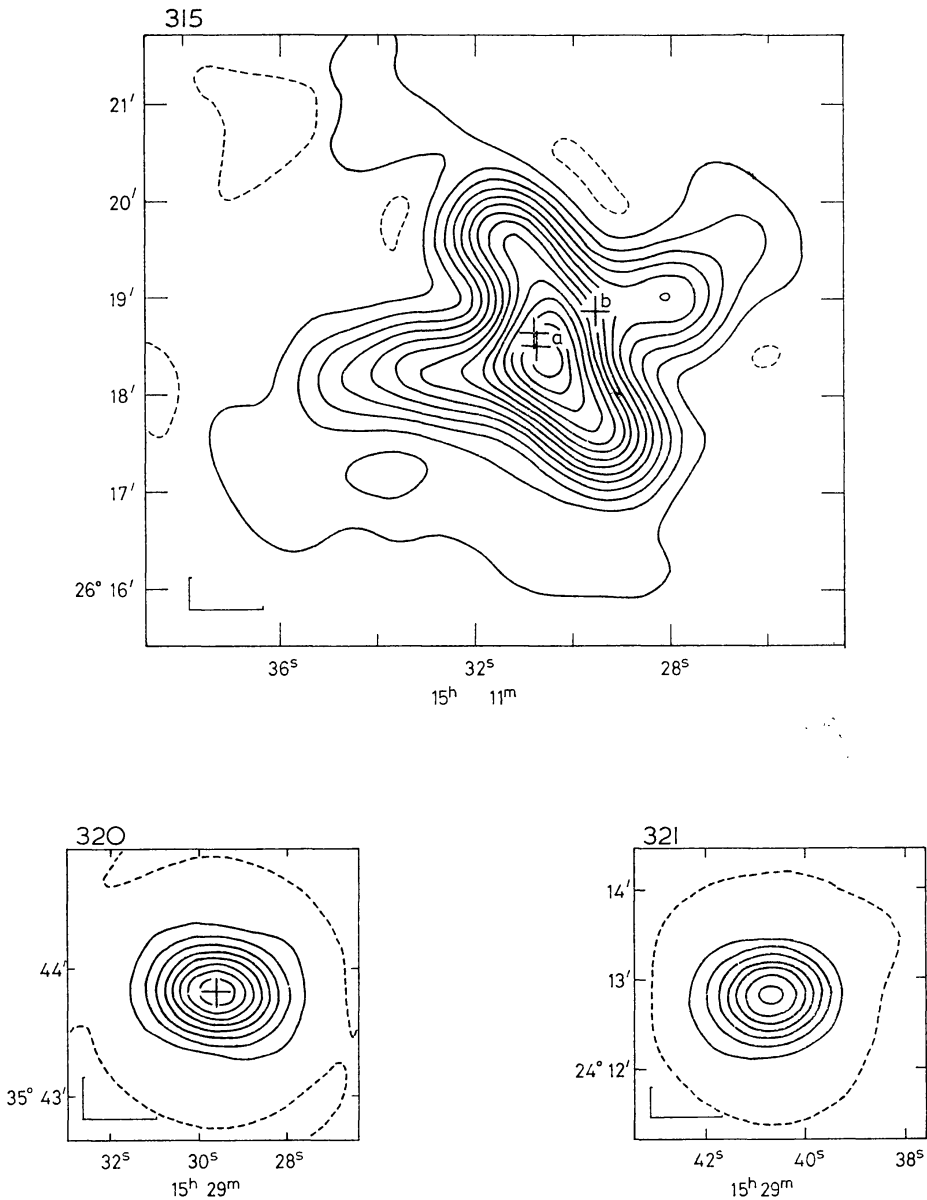 315
21′
20′
19′
18′
17′
26° 16′
b
a
36ˢ 32ˢ 28ˢ
15ʰ 11ᵐ
320
44′
35° 43′
32ˢ 30ˢ 28ˢ
15ʰ 29ᵐ
321
14′
13′
24° 12′
42ˢ 40ˢ 38ˢ
15ʰ 29ᵐ